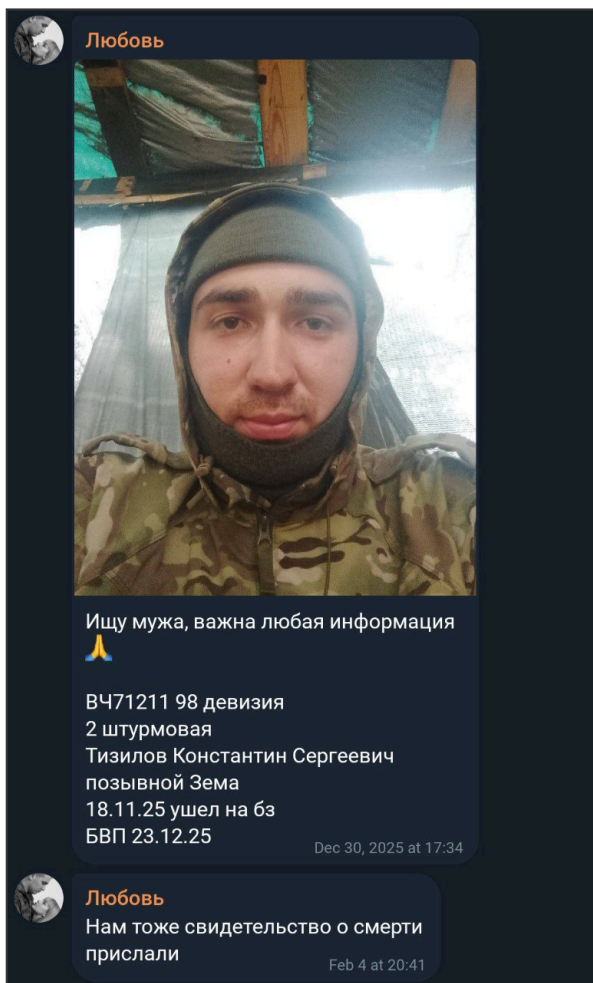 Любовь
Ищу мужа, важна любая информация
🙏
ВЧ71211 98 девизия
2 штурмовая
Тизилов Константин Сергеевич
позывной Зема
18.11.25 ушел на бз
БВП 23.12.25
Dec 30, 2025 at 17:34
Любовь
Нам тоже свидетельство о смерти
прислали
Feb 4 at 20:41